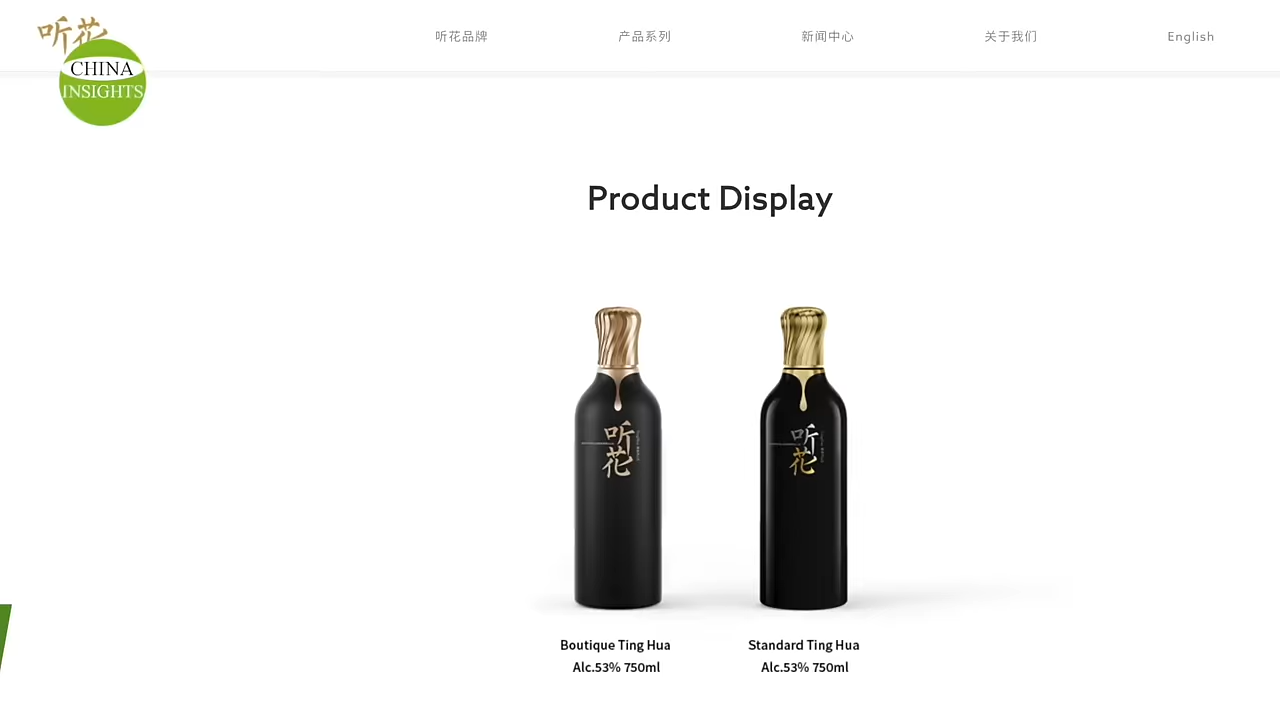 听花
CHINA
INSIGHTS
听花品牌
产品系列
新闻中心
关于我们
English
Product Display
听花
听花
Boutique Ting Hua
Alc.53% 750ml
Standard Ting Hua
Alc.53% 750ml